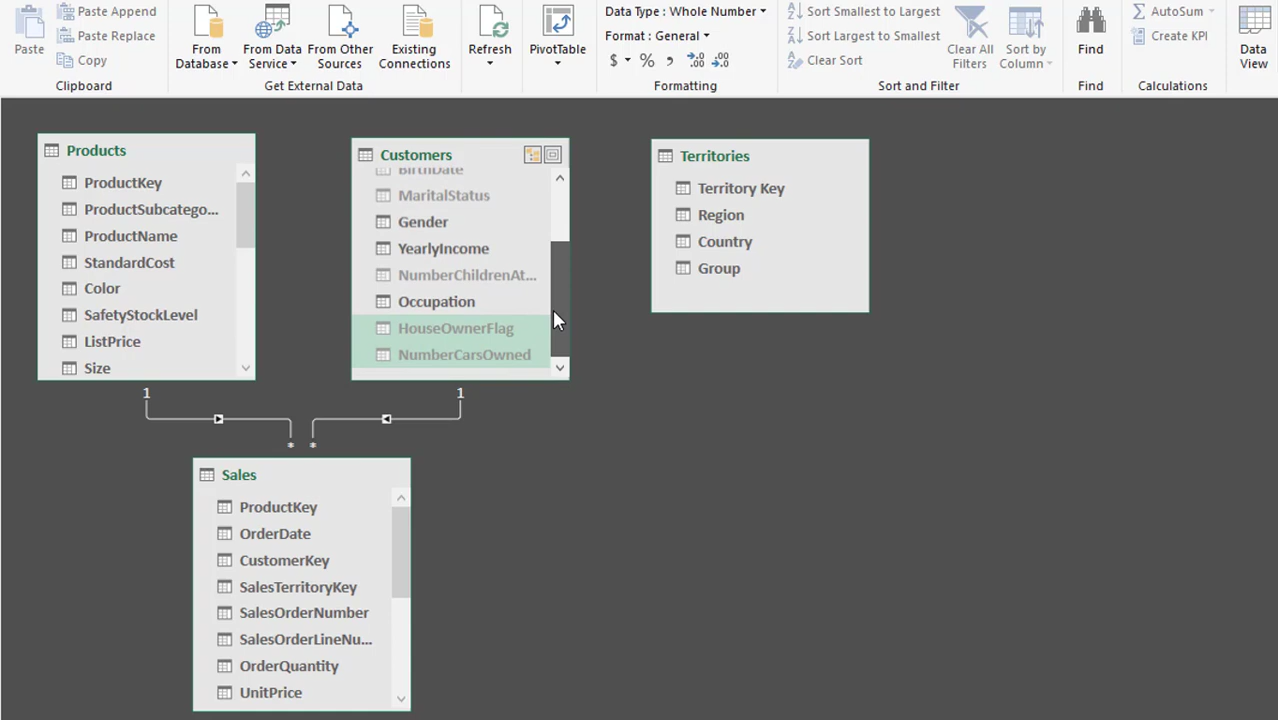 Paste
Paste Append
Paste Replace
Copy
Clipboard
From
Database
From Data
Service
From Other
Sources
Existing
Connections
Get External Data
Refresh
PivotTable
Data Type : Whole Number
Format : General
$ % ,
.00
.00
Formatting
Sort Smallest to Largest
Sort Largest to Smallest
Clear Sort
Clear All
Filters
Sort by
Column
Sort and Filter
Find
Find
AutoSum
Create KPI
Calculations
Data
View
Products
ProductKey
ProductSubcatego...
ProductName
StandardCost
Color
SafetyStockLevel
ListPrice
Size
Customers
BirthDate
MaritalStatus
Gender
YearlyIncome
NumberChildrenAt...
Occupation
HouseOwnerFlag
NumberCarsOwned
Territories
Territory Key
Region
Country
Group
1
1
*
*
Sales
ProductKey
OrderDate
CustomerKey
SalesTerritoryKey
SalesOrderNumber
SalesOrderLineNu...
OrderQuantity
UnitPrice